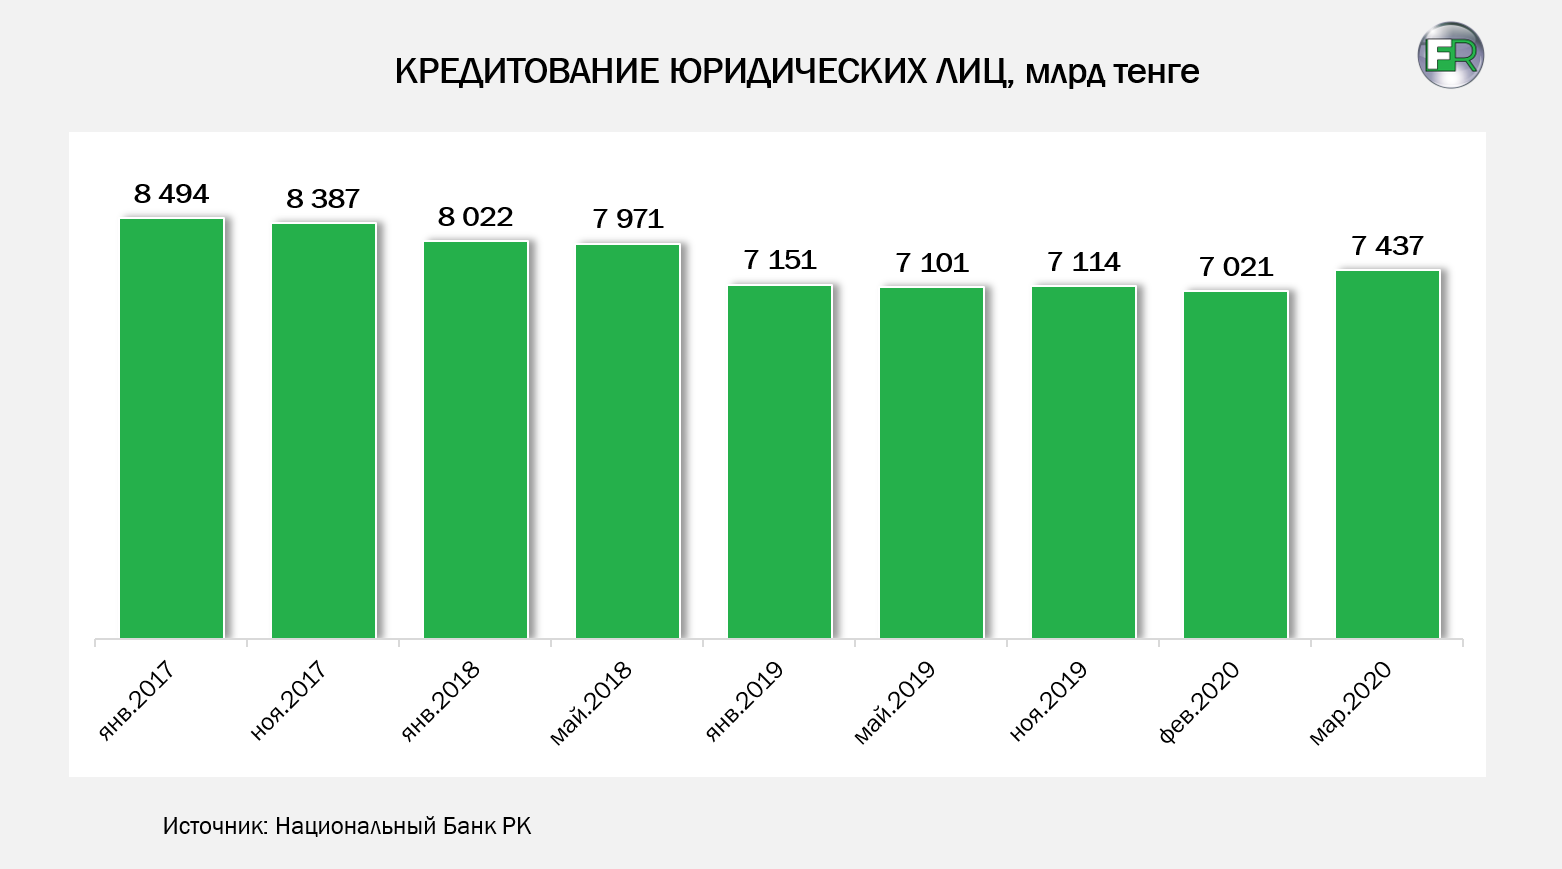 КРЕДИТОВАНИЕ ЮРИДИЧЕСКИХ ЛИЦ, млрд тенге
FR
8 494
8 387
8 022
7 971
7 151
7 101
7 114
7 021
7 437
янв.2017
ноя.2017
янв.2018
май.2018
янв.2019
май.2019
ноя.2019
фев.2020
мар.2020
Источник: Национальный Банк РК